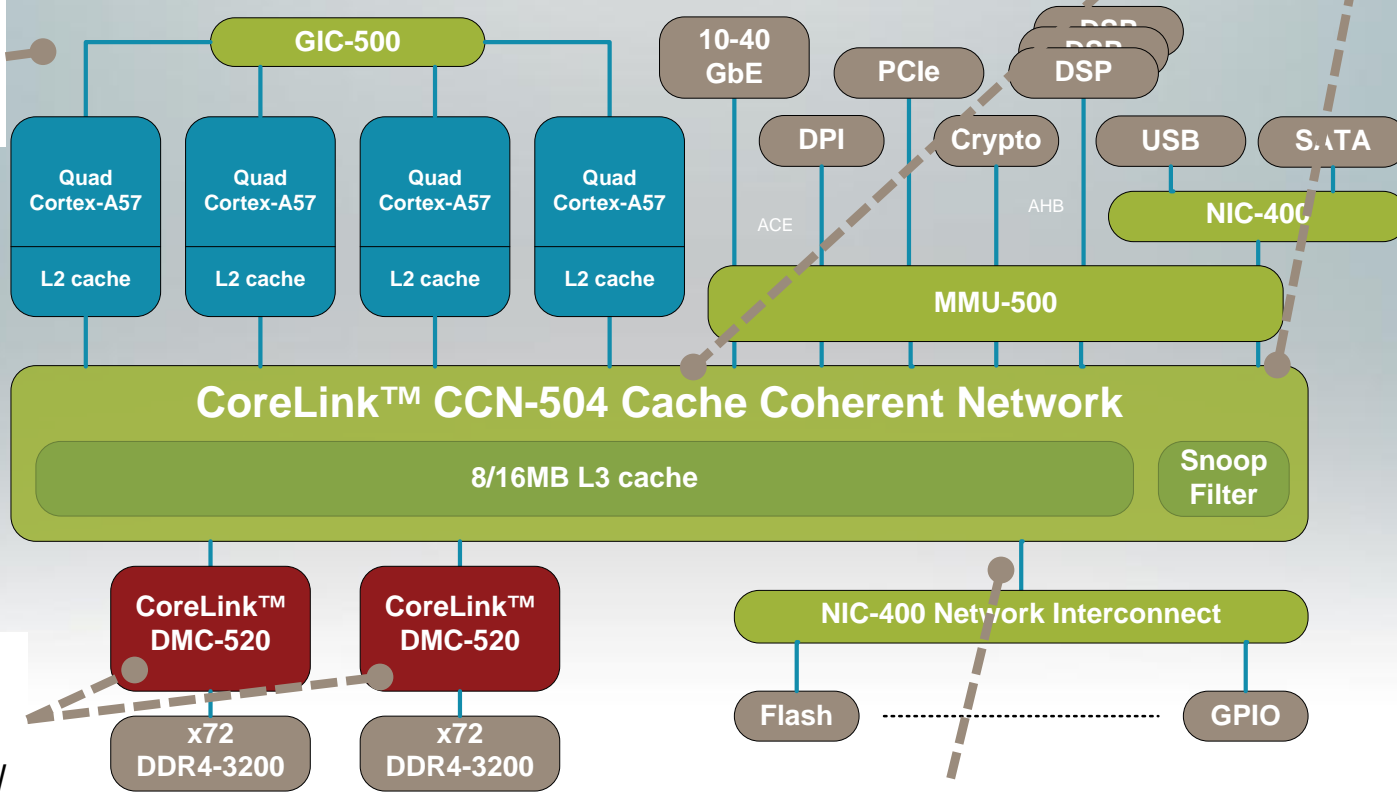 GIC-500
10-40
GbE
PCIe
DSP
DSP
DSP
DPI
Crypto
USB
SATA
Quad
Cortex-A57
Quad
Cortex-A57
Quad
Cortex-A57
Quad
Cortex-A57
ACE
AHB
NIC-400
L2 cache
L2 cache
L2 cache
L2 cache
MMU-500
CoreLink™ CCN-504 Cache Coherent Network
8/16MB L3 cache
Snoop
Filter
CoreLink™
DMC-520
CoreLink™
DMC-520
NIC-400 Network Interconnect
x72
DDR4-3200
x72
DDR4-3200
Flash
GPIO